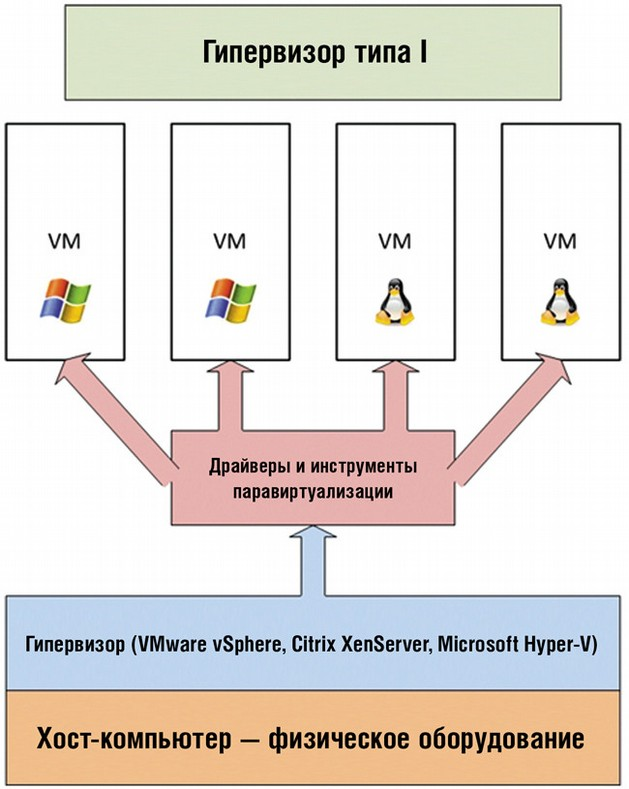 Гипервизор типа I
VM
VM
VM
VM
Драйверы и инструменты
паравиртуализации
Гипервизор (VMware vSphere, Citrix XenServer, Microsoft Hyper-V)
Хост-компьютер — физическое оборудование